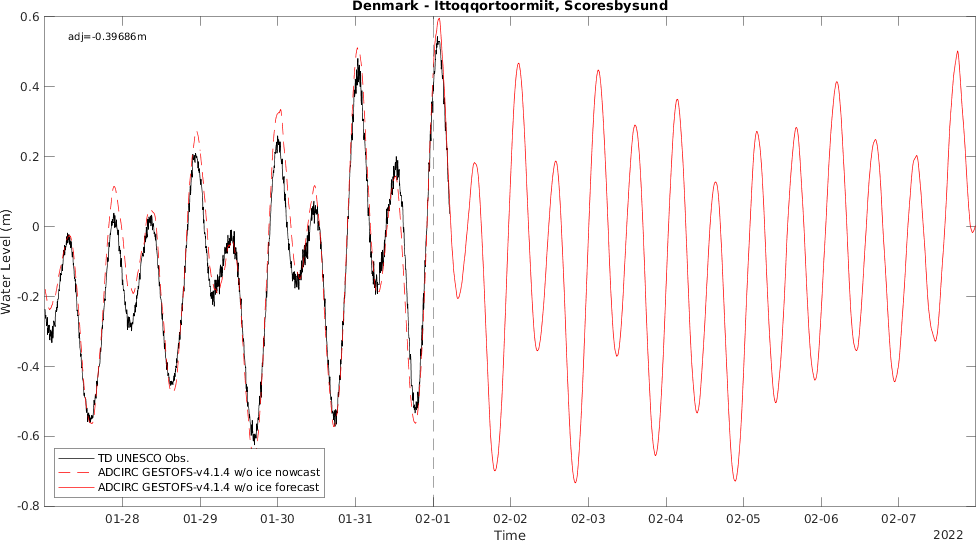 Denmark - Ittoqqortoormiit, Scoresbysund
adj=-0.39686m
0.6
0.4
0.2
0
-0.2
-0.4
-0.6
-0.8
Water Level (m)
TD UNESCO Obs.
ADCIRC GESTOFS-v4.1.4 w/o ice nowcast
ADCIRC GESTOFS-v4.1.4 w/o ice forecast
01-28 01-29 01-30 01-31 02-01 02-02 02-03 02-04 02-05 02-06 02-07
Time
2022